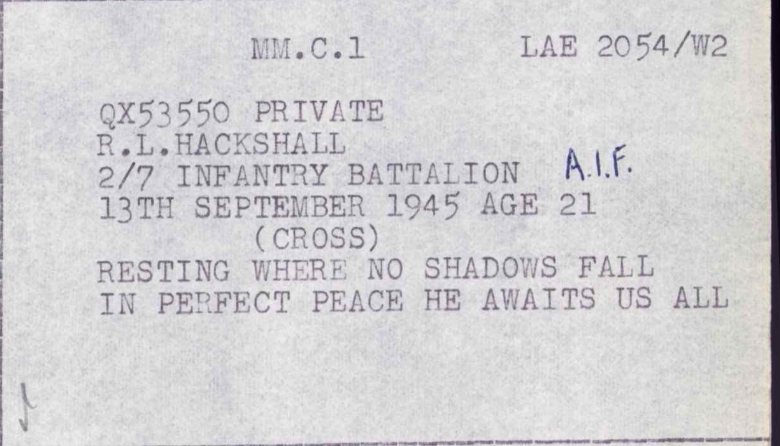 MM.C.1 LAE 2054/W2
QX53550 PRIVATE
R.L.HACKSHALL
2/7 INFANTRY BATTALION A.I.F.
13TH SEPTEMBER 1945 AGE 21
(CROSS)
RESTING WHERE NO SHADOWS FALL
IN PERFECT PEACE HE AWAITS US ALL